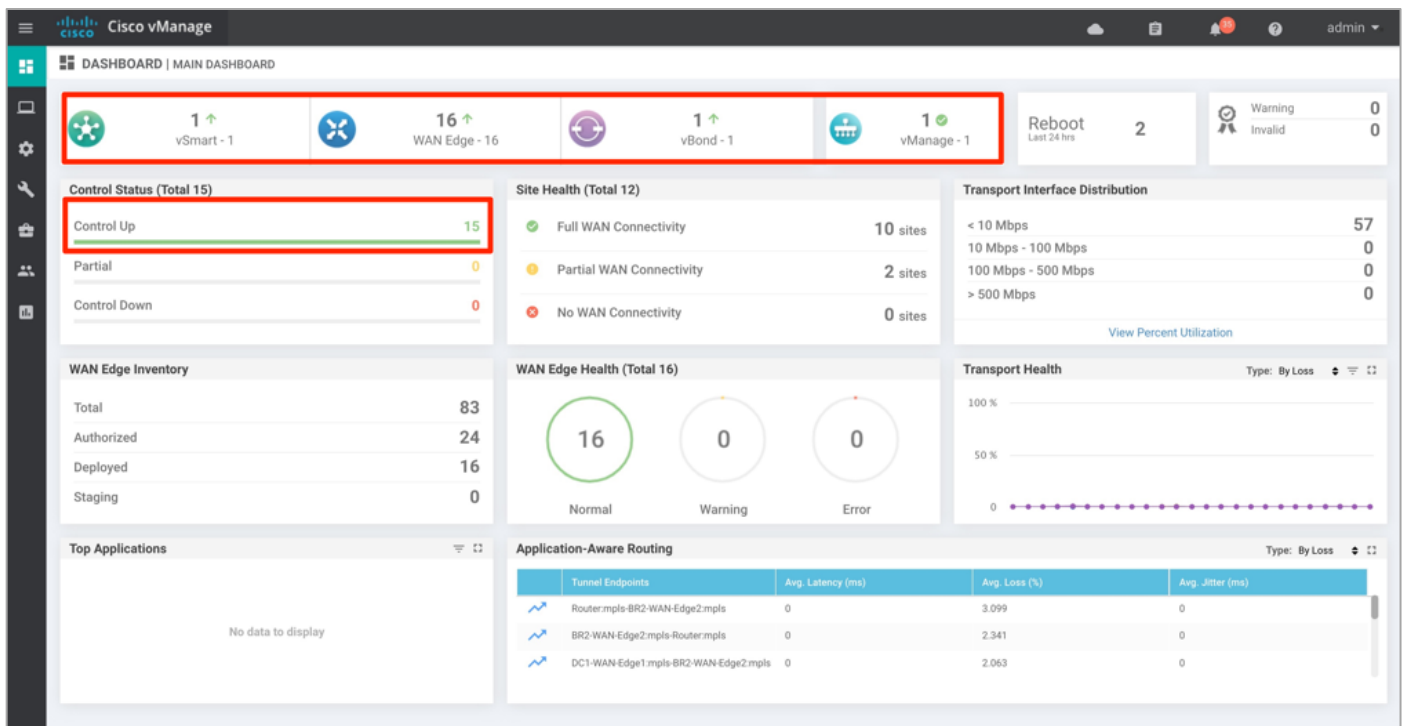 cisco Cisco vManage 35 admin
DASHBOARD | MAIN DASHBOARD
1 16 1 1 Reboot 2 Warning 0
vSmart - 1 WAN Edge - 16 vBond - 1 vManage - 1 Last 24 hrs Invalid 0
Control Status (Total 15)
Control Up 15
Partial 0
Control Down 0
Site Health (Total 12)
Full WAN Connectivity 10 sites
Partial WAN Connectivity 2 sites
No WAN Connectivity 0 sites
Transport Interface Distribution
< 10 Mbps 57
10 Mbps - 100 Mbps 0
100 Mbps - 500 Mbps 0
> 500 Mbps 0
View Percent Utilization
WAN Edge Inventory
Total 83
Authorized 24
Deployed 16
Staging 0
WAN Edge Health (Total 16)
16 0 0
Normal Warning Error
Transport Health Type: By Loss
100 %
50 %
0
Top Applications
No data to display
Application-Aware Routing Type: By Loss
Tunnel Endpoints Avg. Latency (ms) Avg. Loss (%) Avg. Jitter (ms)
Router:mpls-BR2-WAN-Edge2:mpls 0 3.099 0
BR2-WAN-Edge2:mpls-Router:mpls 0 2.341 0
DC1-WAN-Edge1:mpls-BR2-WAN-Edge2:mpls 0 2.063 0